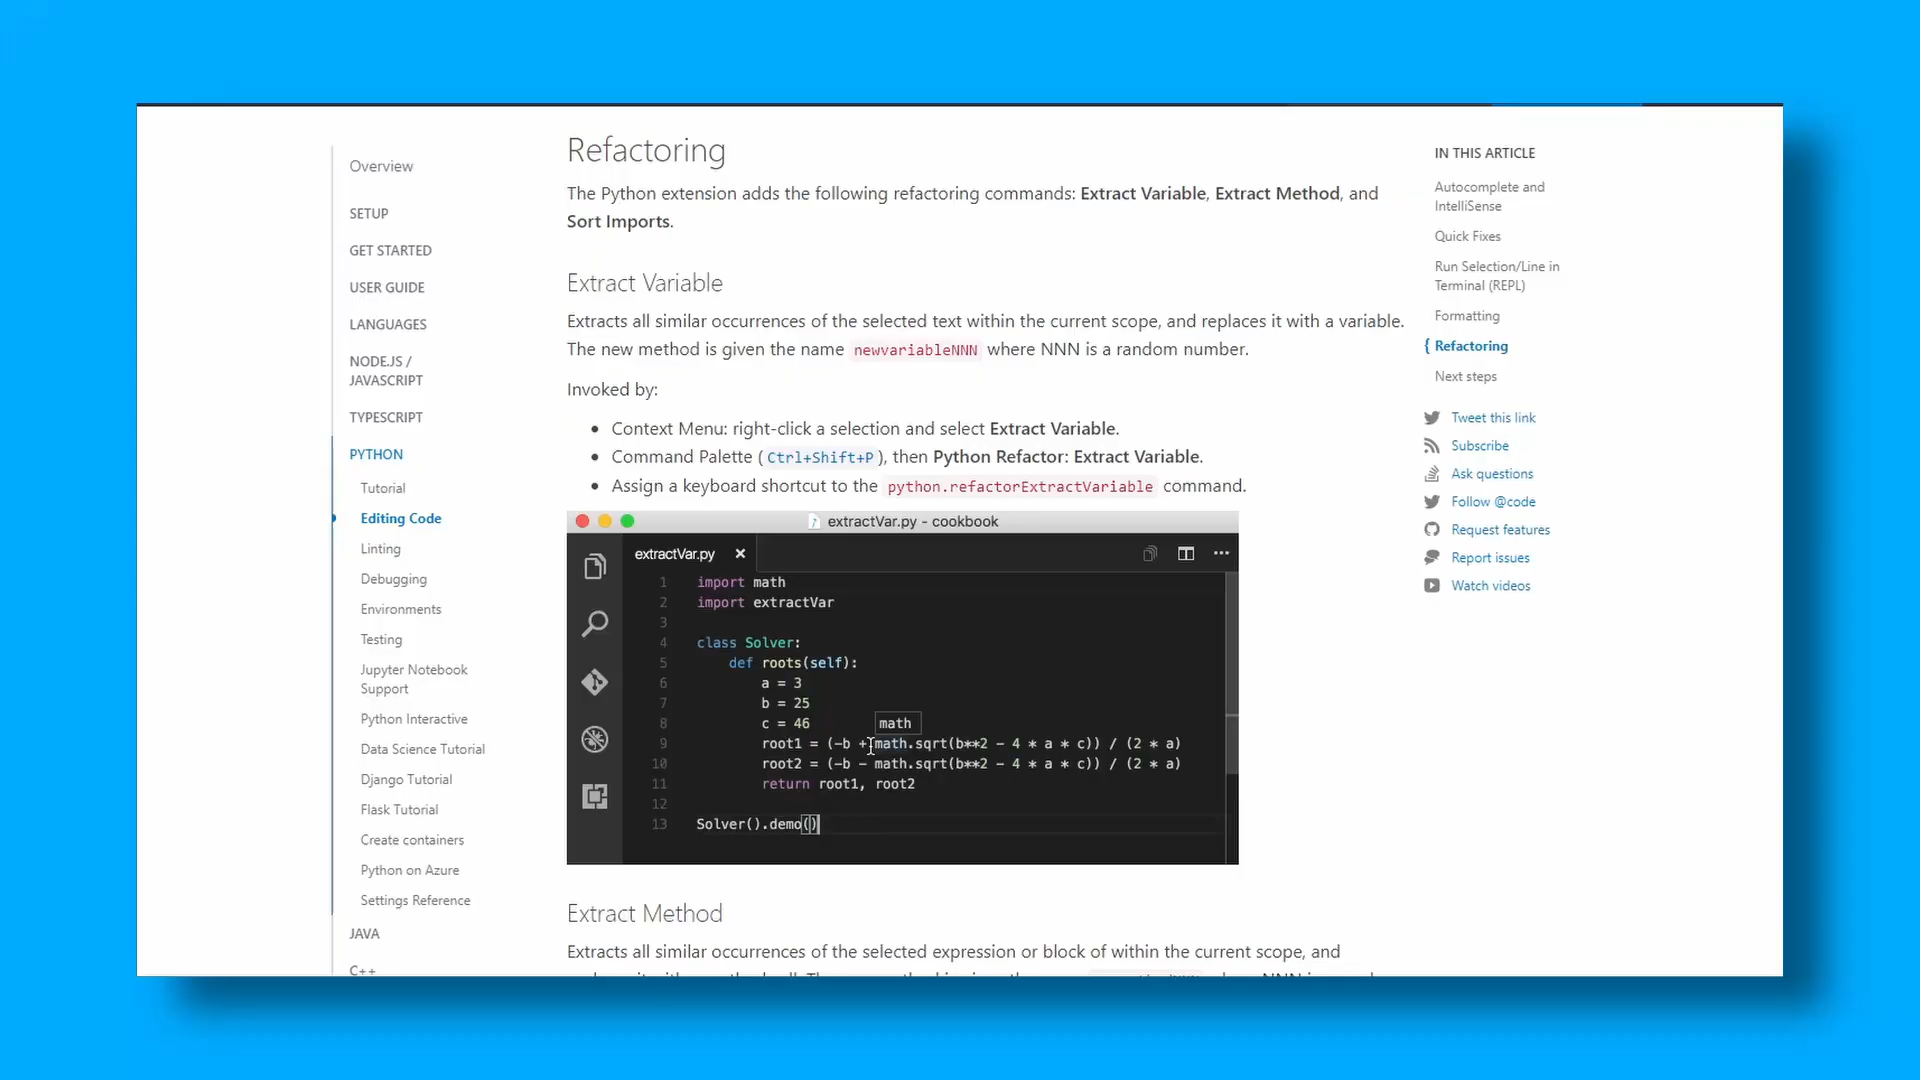 Overview
SETUP
GET STARTED
USER GUIDE
LANGUAGES
NODE.JS /
JAVASCRIPT
TYPESCRIPT
PYTHON
Tutorial
Editing Code
Linting
Debugging
Environments
Testing
Jupyter Notebook
Support
Python Interactive
Data Science Tutorial
Django Tutorial
Flask Tutorial
Create containers
Python on Azure
Settings Reference
JAVA
C++
Refactoring
The Python extension adds the following refactoring commands: Extract Variable, Extract Method, and
Sort Imports.
Extract Variable
Extracts all similar occurrences of the selected text within the current scope, and replaces it with a variable.
The new method is given the name newvariableNNN where NNN is a random number.
Invoked by:
• Context Menu: right-click a selection and select Extract Variable.
• Command Palette (Ctrl+Shift+P), then Python Refactor: Extract Variable.
• Assign a keyboard shortcut to the python.refactorExtractVariable command.
extractVar.py - cookbook
extractVar.py
1 import math
2 import extractVar
3
4 class Solver:
5 def roots(self):
6 a = 3
7 b = 25
8 c = 46
math
9 root1 = (-b + math.sqrt(b**2 - 4 * a * c)) / (2 * a)
10 root2 = (-b - math.sqrt(b**2 - 4 * a * c)) / (2 * a)
11 return root1, root2
12
13 Solver().demo()
Extract Method
Extracts all similar occurrences of the selected expression or block of within the current scope, and
IN THIS ARTICLE
Autocomplete and
IntelliSense
Quick Fixes
Run Selection/Line in
Terminal (REPL)
Formatting
{ Refactoring
Next steps
Tweet this link
Subscribe
Ask questions
Follow @code
Request features
Report issues
Watch videos